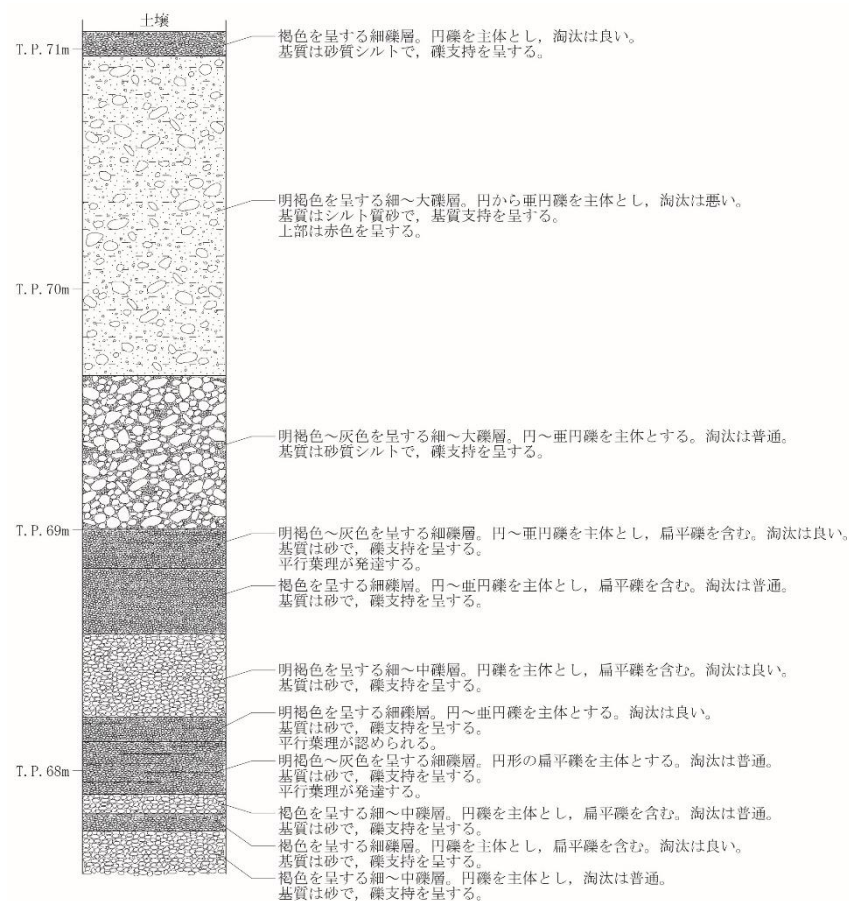 土壌
T.P.71m
褐色を呈する細礫層。円礫を主体とし，淘汰は良い。
基質は砂質シルトで，礫支持を呈する。
明褐色を呈する細～大礫層。円から亜円礫を主体とし，淘汰は悪い。
基質はシルト質砂で，基質支持を呈する。
上部は赤色を呈する。
T.P.70m
明褐色～灰色を呈する細～大礫層。円～亜円礫を主体とする。淘汰は普通。
基質は砂質シルトで，礫支持を呈する。
T.P.69m
明褐色～灰色を呈する細礫層。円～亜円礫を主体とし，扁平礫を含む。淘汰は良い。
基質は砂で，礫支持を呈する。
平行葉理が発達する。
褐色を呈する細礫層。円～亜円礫を主体とし，扁平礫を含む。淘汰は普通。
基質は砂で，礫支持を呈する。
明褐色を呈する細～中礫層。円礫を主体とし，扁平礫を含む。淘汰は良い。
基質は砂で，礫支持を呈する。
明褐色を呈する細礫層。円～亜円礫を主体とする。淘汰は良い。
基質は砂で，礫支持を呈する。
平行葉理が認められる。
T.P.68m
明褐色～灰色を呈する細礫層。円形の扁平礫を主体とする。淘汰は普通。
基質は砂で，礫支持を呈する。
平行葉理が発達する。
褐色を呈する細～中礫層。円礫を主体とし，扁平礫を含む。淘汰は普通。
基質は砂で，礫支持を呈する。
褐色を呈する細礫層。円礫を主体とし，扁平礫を含む。淘汰は良い。
基質は砂で，礫支持を呈する。
褐色を呈する細～中礫層。円礫を主体とし，淘汰は普通。
基質は砂で，礫支持を呈する。